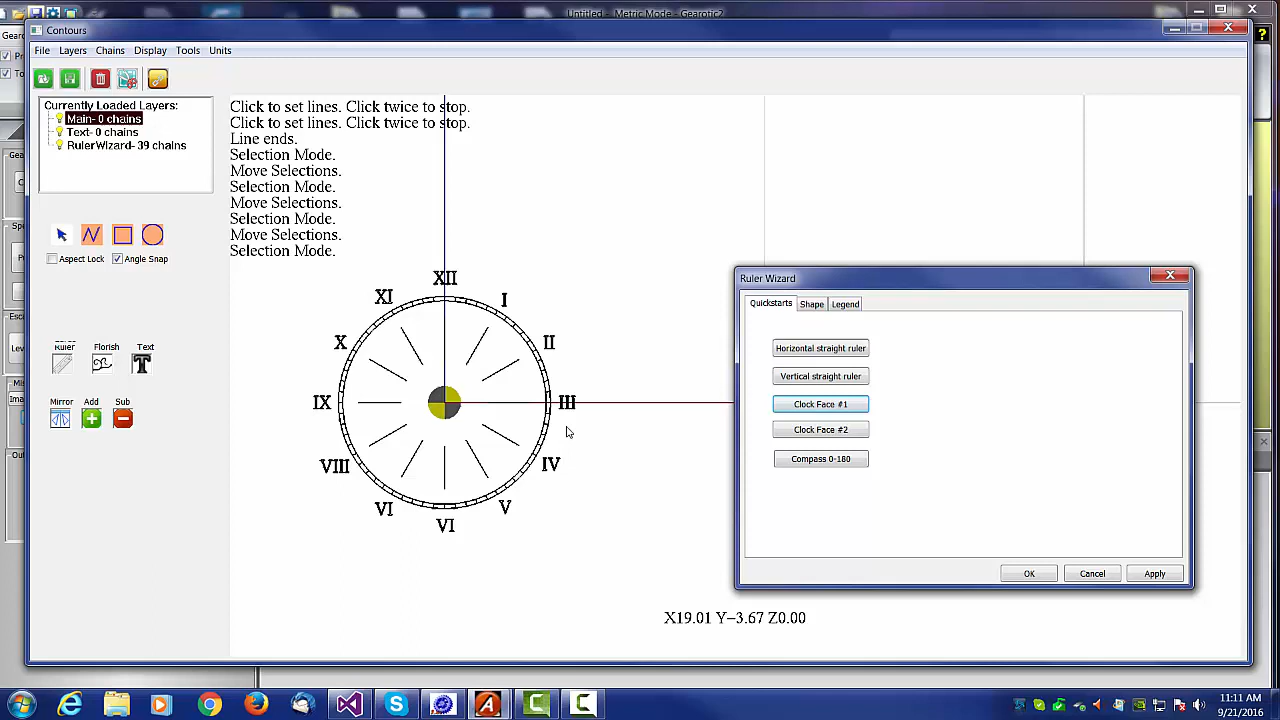 Untitled - Metric Mode - Gearotic2
Contours
File Layers Chains Display Tools Units
Currently Loaded Layers:
Main- 0 chains
Text- 0 chains
RulerWizard- 39 chains
Aspect Lock Angle Snap
Ruler Florish Text
T
Mirror Add Sub
Click to set lines. Click twice to stop.
Click to set lines. Click twice to stop.
Line ends.
Selection Mode.
Move Selections.
Selection Mode.
Move Selections.
Selection Mode.
Move Selections.
Selection Mode.
XII
XI I
X II
IX III
VIII IV
VI V
VI
X19.01 Y-3.67 Z0.00
Ruler Wizard
Quickstarts Shape Legend
Horizontal straight ruler
Vertical straight ruler
Clock Face #1
Clock Face #2
Compass 0-180
OK Cancel Apply
11:11 AM
9/21/2016